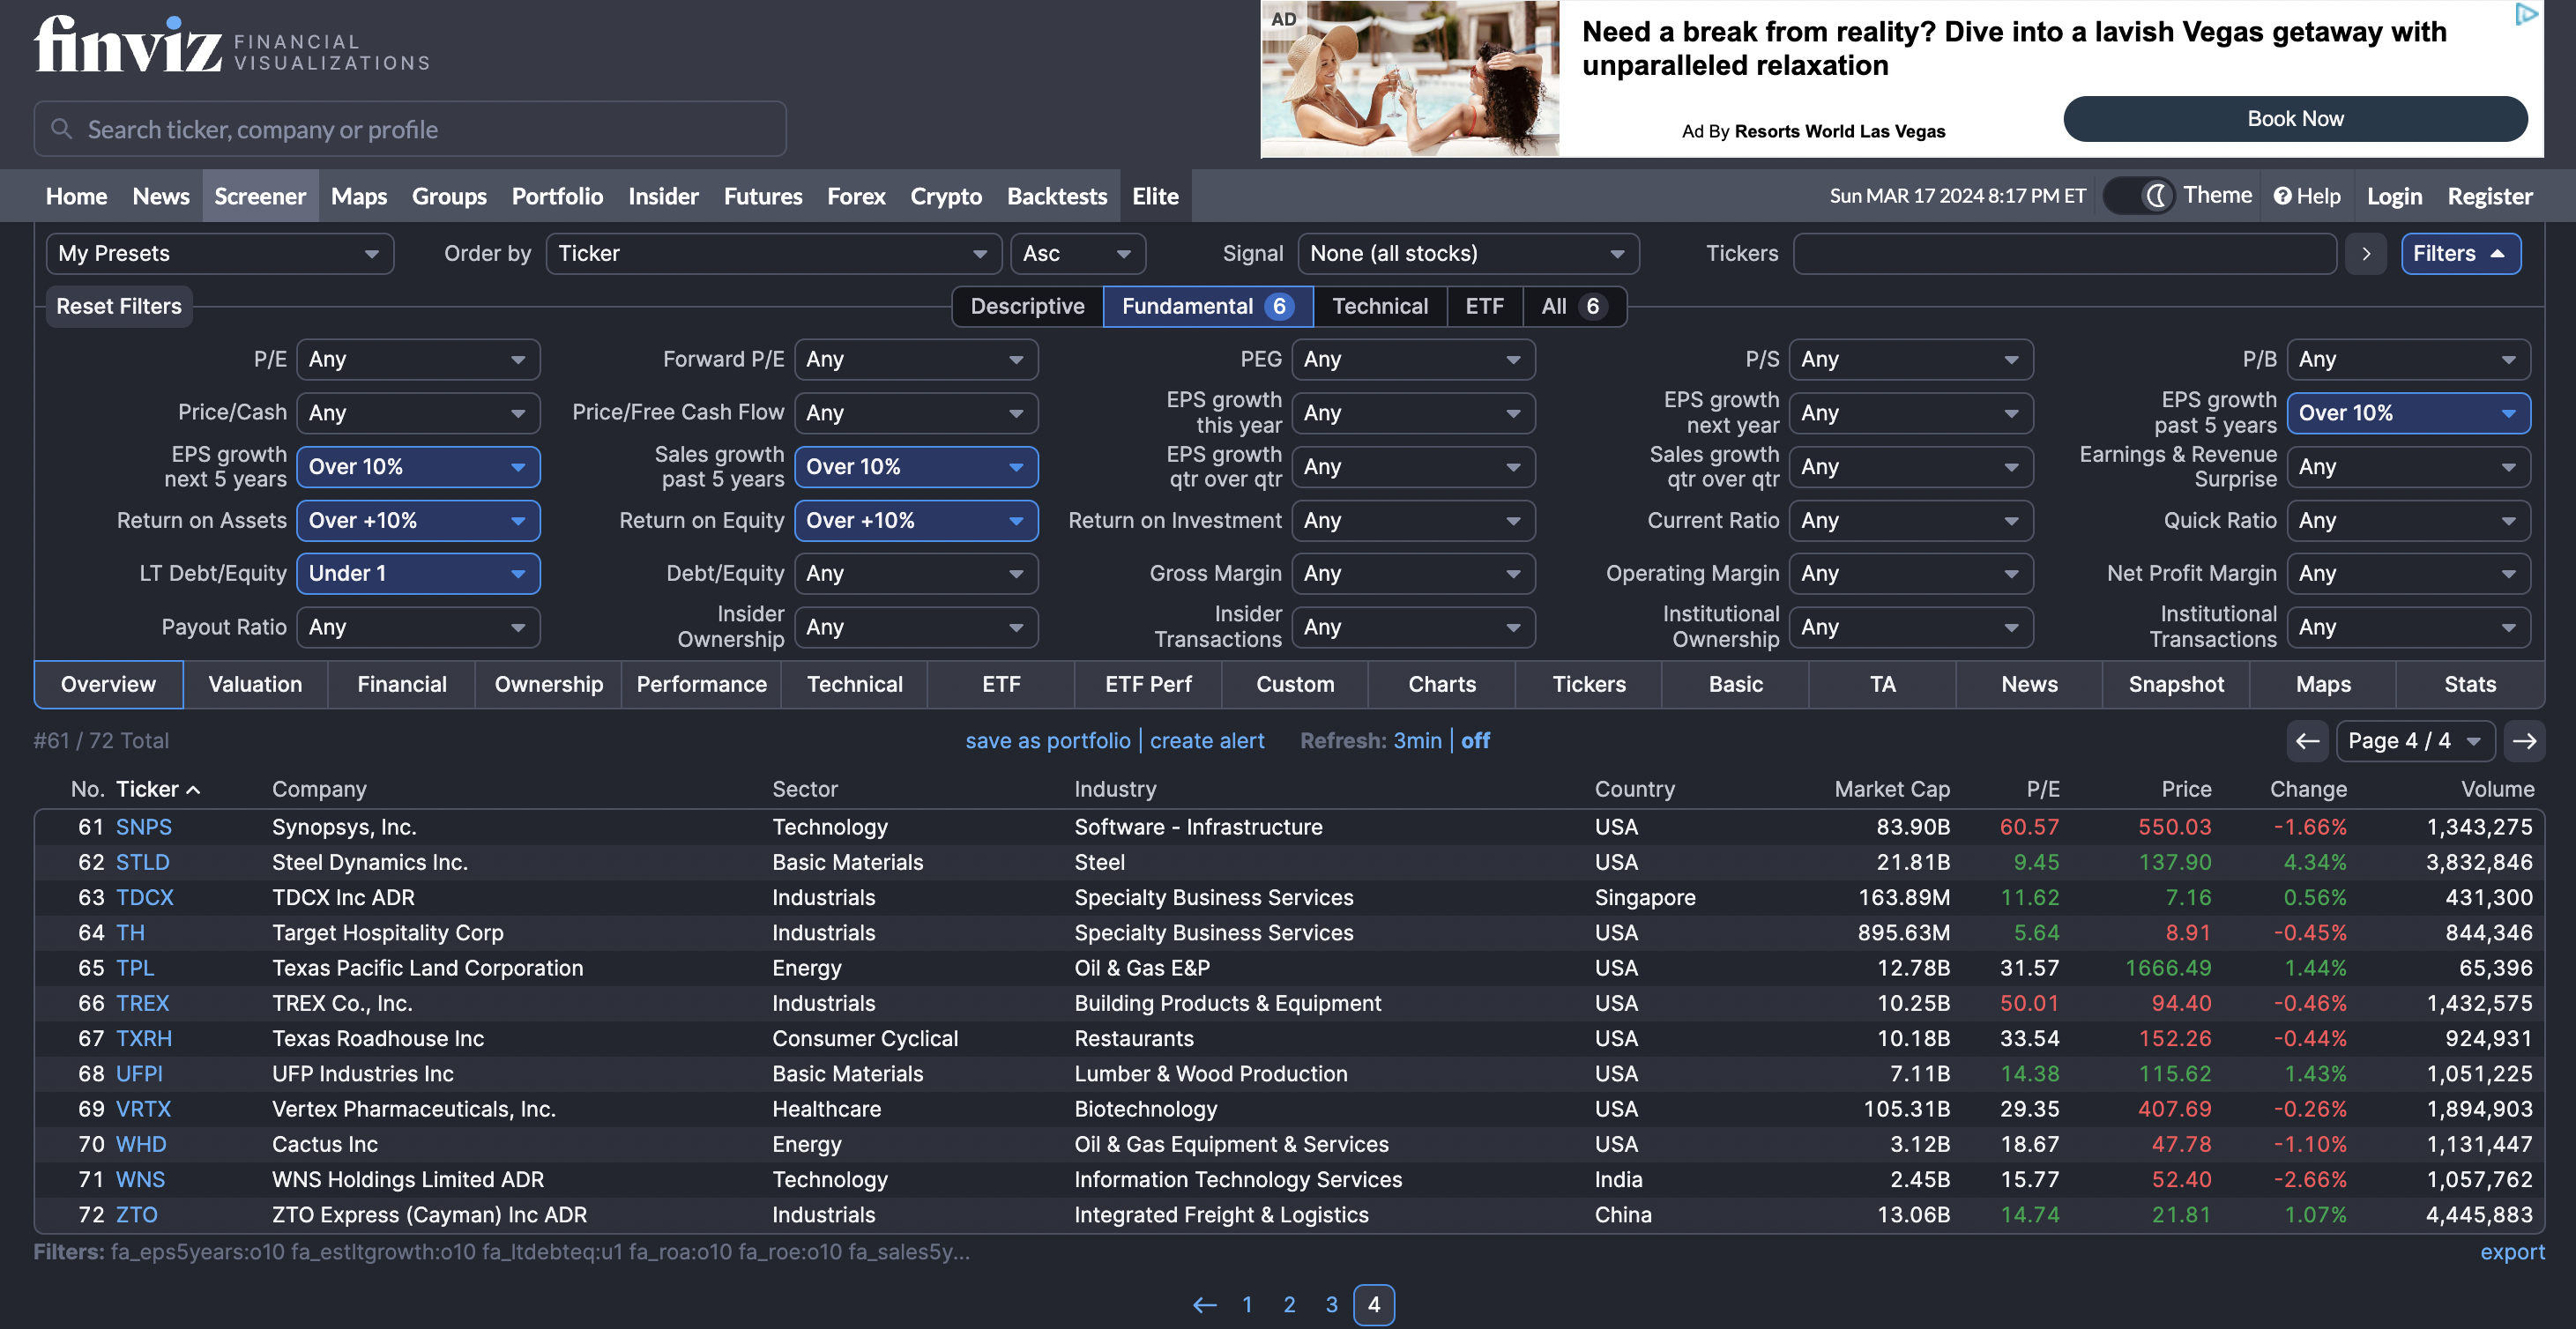 finviz FINANCIAL VISUALIZATIONS
AD
Need a break from reality? Dive into a lavish Vegas getaway with
unparalleled relaxation
Ad By Resorts World Las Vegas
Book Now
Search ticker, company or profile
Home News Screener Maps Groups Portfolio Insider Futures Forex Crypto Backtests Elite Sun MAR 17 2024 8:17 PM ET Theme Help Login Register
My Presets Order by Ticker Asc Signal None (all stocks) Tickers > Filters
Reset Filters Descriptive Fundamental 6 Technical ETF All 6
P/E Any Forward P/E Any PEG Any P/S Any P/B Any
Price/Cash Any Price/Free Cash Flow Any EPS growth this year Any EPS growth next year Any EPS growth past 5 years Over 10%
EPS growth next 5 years Over 10% Sales growth past 5 years Over 10% EPS growth qtr over qtr Any Sales growth qtr over qtr Any Earnings & Revenue Surprise Any
Return on Assets Over +10% Return on Equity Over +10% Return on Investment Any Current Ratio Any Quick Ratio Any
LT Debt/Equity Under 1 Debt/Equity Any Gross Margin Any Operating Margin Any Net Profit Margin Any
Payout Ratio Any Insider Ownership Any Insider Transactions Any Institutional Ownership Any Institutional Transactions Any
Overview Valuation Financial Ownership Performance Technical ETF ETF Perf Custom Charts Tickers Basic TA News Snapshot Maps Stats
#61 / 72 Total save as portfolio | create alert Refresh: 3min | off ← Page 4 / 4 →
No. Ticker Company Sector Industry Country Market Cap P/E Price Change Volume
61 SNPS Synopsys, Inc. Technology Software - Infrastructure USA 83.90B 60.57 550.03 -1.66% 1,343,275
62 STLD Steel Dynamics Inc. Basic Materials Steel USA 21.81B 9.45 137.90 4.34% 3,832,846
63 TDCX TDCX Inc ADR Industrials Specialty Business Services Singapore 163.89M 11.62 7.16 0.56% 431,300
64 TH Target Hospitality Corp Industrials Specialty Business Services USA 895.63M 5.64 8.91 -0.45% 844,346
65 TPL Texas Pacific Land Corporation Energy Oil & Gas E&P USA 12.78B 31.57 1666.49 1.44% 65,396
66 TREX TREX Co., Inc. Industrials Building Products & Equipment USA 10.25B 50.01 94.40 -0.46% 1,432,575
67 TXRH Texas Roadhouse Inc Consumer Cyclical Restaurants USA 10.18B 33.54 152.26 -0.44% 924,931
68 UFPI UFP Industries Inc Basic Materials Lumber & Wood Production USA 7.11B 14.38 115.62 1.43% 1,051,225
69 VRTX Vertex Pharmaceuticals, Inc. Healthcare Biotechnology USA 105.31B 29.35 407.69 -0.26% 1,894,903
70 WHD Cactus Inc Energy Oil & Gas Equipment & Services USA 3.12B 18.67 47.78 -1.10% 1,131,447
71 WNS WNS Holdings Limited ADR Technology Information Technology Services India 2.45B 15.77 52.40 -2.66% 1,057,762
72 ZTO ZTO Express (Cayman) Inc ADR Industrials Integrated Freight & Logistics China 13.06B 14.74 21.81 1.07% 4,445,883
Filters: fa_eps5years:o10 fa_estltgrowth:o10 fa_ltdebteq:u1 fa_roa:o10 fa_roe:o10 fa_sales5y... export
← 1 2 3 4